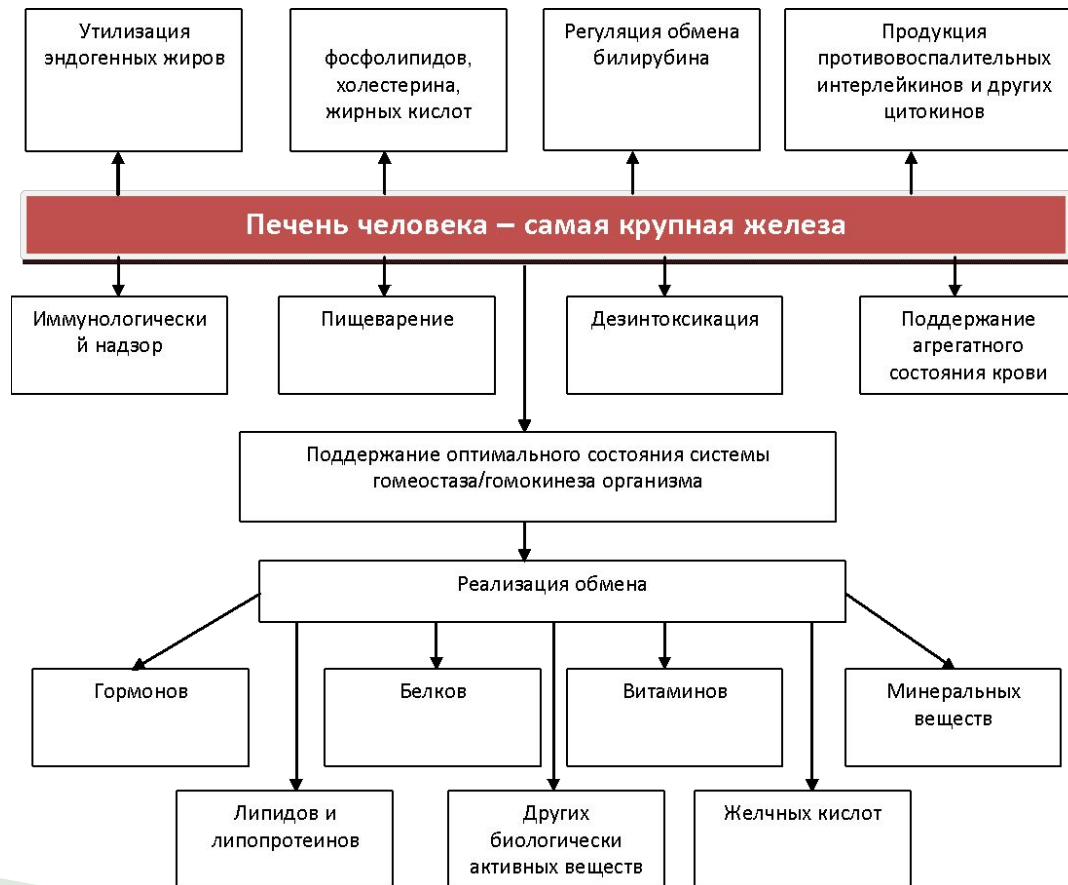 Утилизация
эндогенных жиров
фосфолипидов,
холестерина,
жирных кислот
Регуляция обмена
билирубина
Продукция
противовоспалительных
интерлейкинов и других
цитокинов
Печень человека – самая крупная железа
Иммунологически
й надзор
Пищеварение
Дезинтоксикация
Поддержание
агрегатного
состояния крови
Поддержание оптимального состояния системы
гомеостаза/гомокинеза организма
Реализация обмена
Гормонов
Белков
Витаминов
Минеральных
веществ
Липидов и
липопротеинов
Других
биологически
активных веществ
Желчных кислот